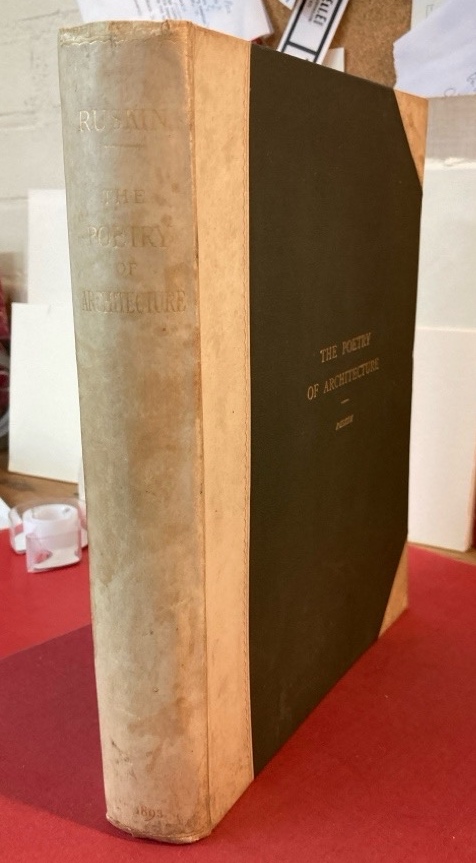 RUSKIN
THE
POETRY
OF
ARCHITECTURE
THE POETRY
OF ARCHITECTURE
RUSKIN